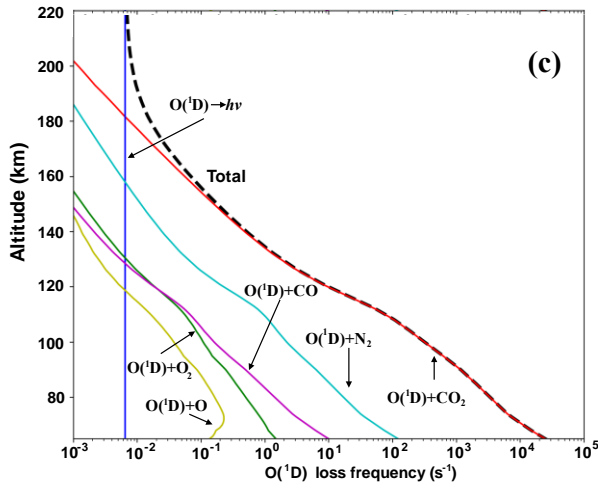 220
200
180
160
140
120
100
80
Altitude (km)
(c)
O(¹D)→hν
Total
O(¹D)+CO
O(¹D)+N₂
O(¹D)+O₂
O(¹D)+CO₂
O(¹D)+O
10⁻³ 10⁻² 10⁻¹ 10⁰ 10¹ 10² 10³ 10⁴ 10⁵
O(¹D) loss frequency (s⁻¹)